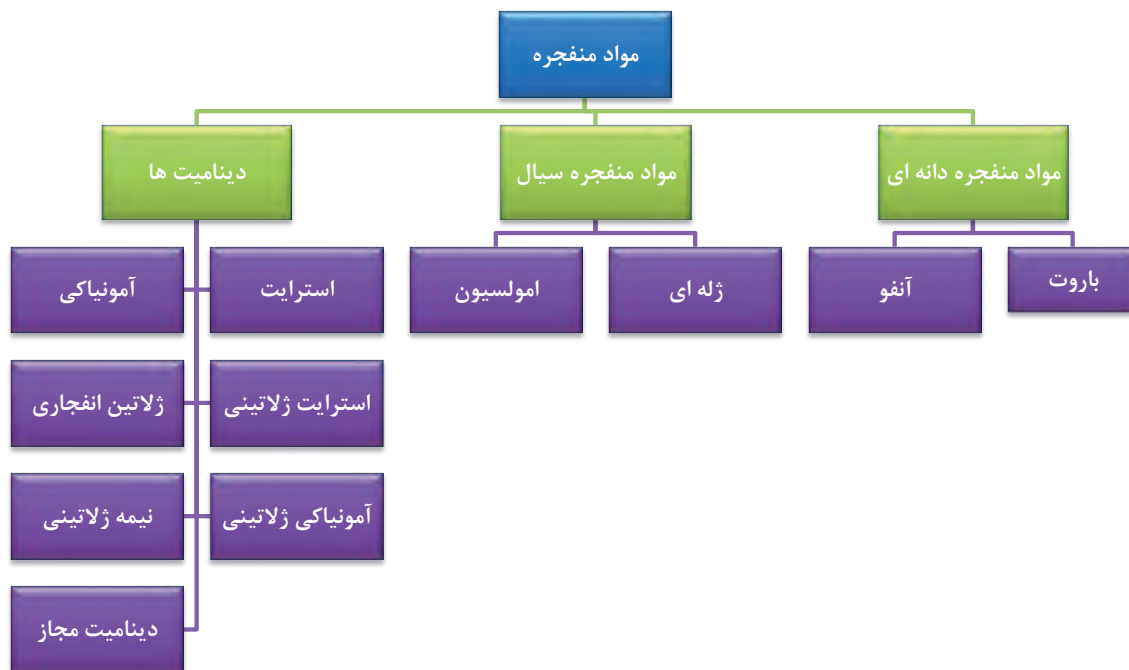 مواد منفجره
مواد منفجره دانه ای
مواد منفجره سیال
دینامیت ها
باروت
آنفو
ژله ای
امولسیون
استرایت
آمونیاکی
استرایت ژلاتینی
ژلاتین انفجاری
آمونیاکی ژلاتینی
نیمه ژلاتینی
دینامیت مجاز